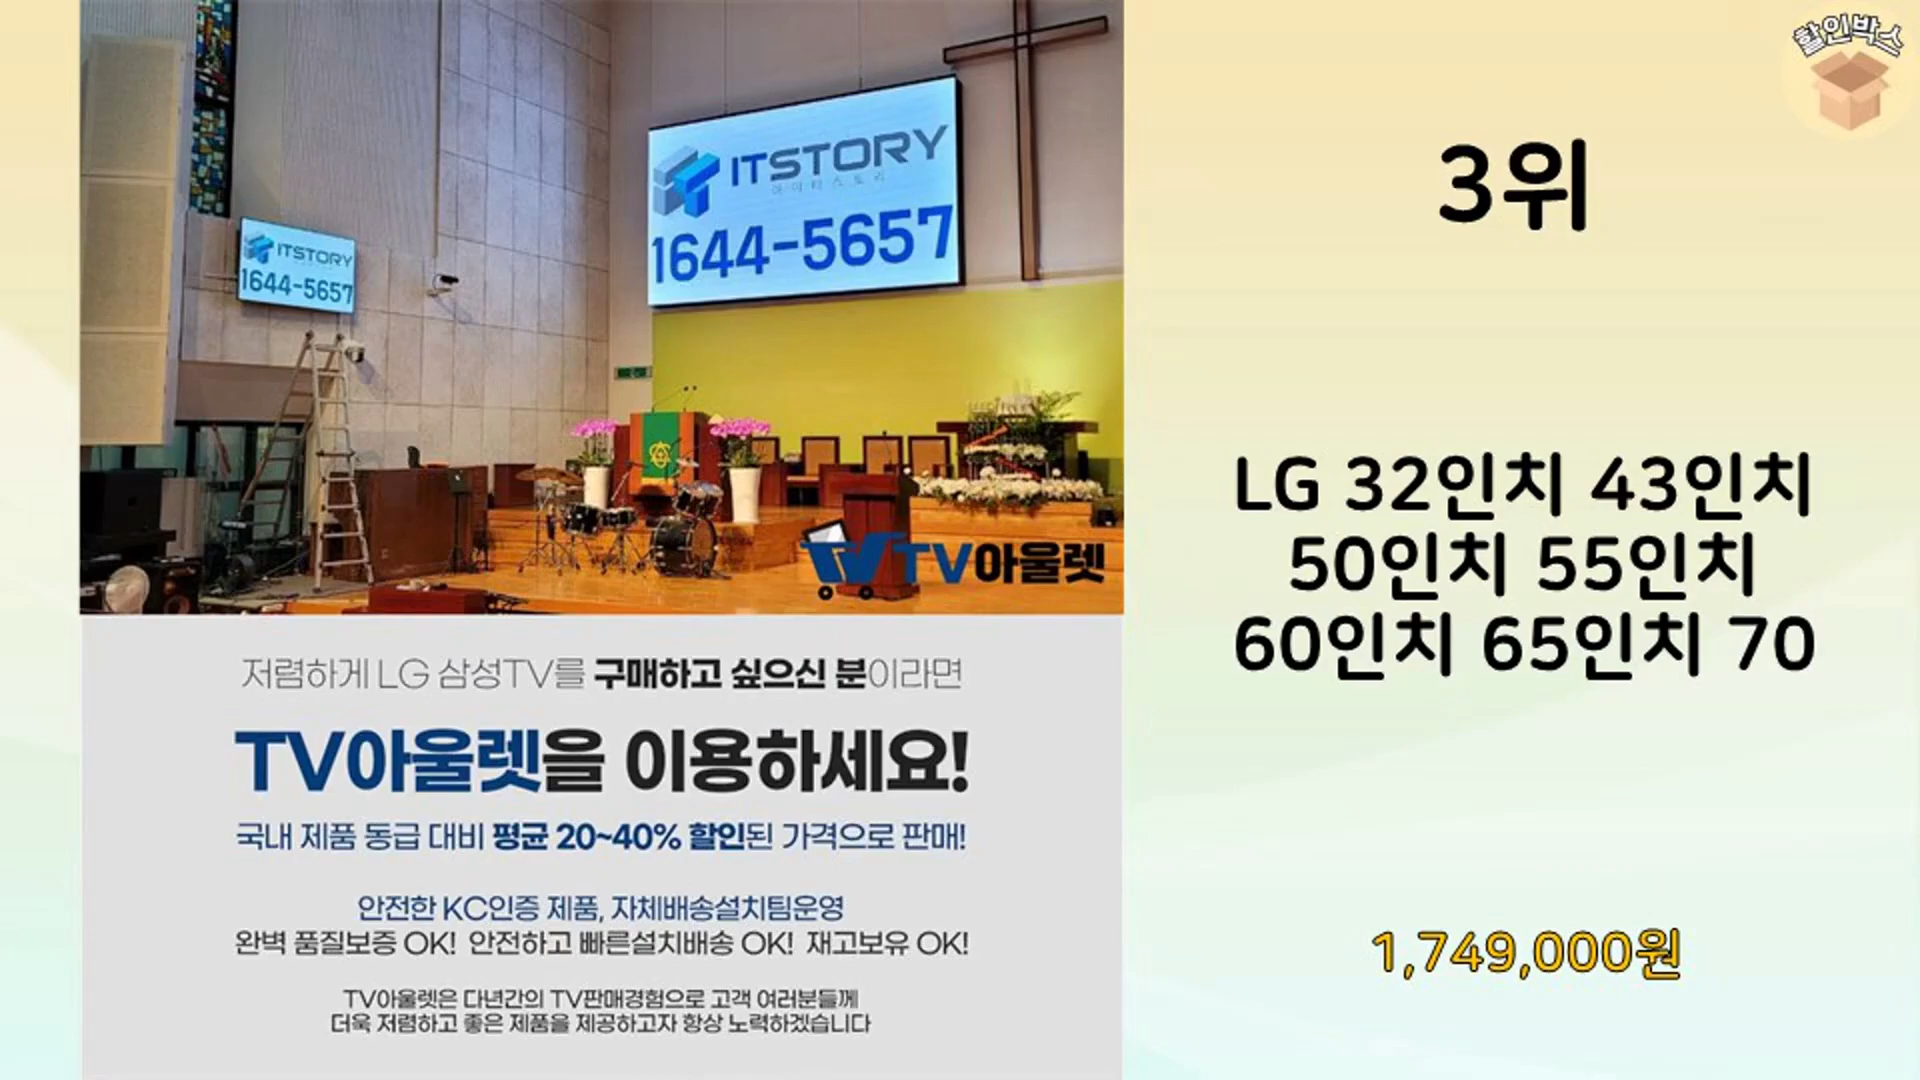 할인박스
3위
ITSTORY
아이티스토리
1644-5657
ITSTORY
1644-5657
TV아울렛
LG 32인치 43인치
50인치 55인치
60인치 65인치 70
저렴하게 LG 삼성TV를 구매하고 싶으신 분이라면
TV아울렛을 이용하세요!
국내 제품 동급 대비 평균 20~40% 할인된 가격으로 판매!
안전한 KC인증 제품, 자체배송설치팀운영
완벽 품질보증 OK! 안전하고 빠른설치배송 OK! 재고보유 OK!
TV아울렛은 다년간의 TV판매경험으로 고객 여러분들께
더욱 저렴하고 좋은 제품을 제공하고자 항상 노력하겠습니다
1,749,000원